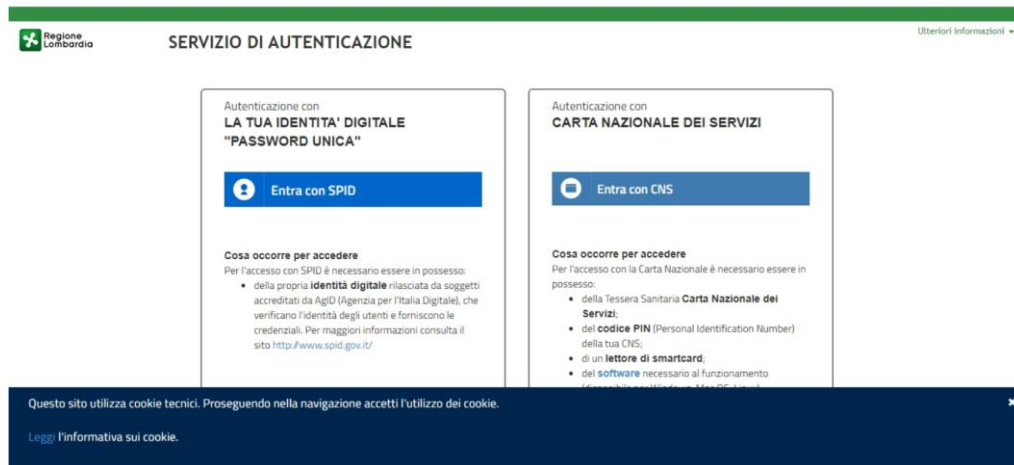 Regione
Lombardia
SERVIZIO DI AUTENTICAZIONE
Ulteriori informazioni
Autenticazione con
LA TUA IDENTITA' DIGITALE
"PASSWORD UNICA"
Entra con SPID
Cosa occorre per accedere
Per l'accesso con SPID è necessario essere in possesso:
• della propria identità digitale rilasciata da soggetti
accreditati da AgID (Agenzia per l'Italia Digitale), che
verificano l'identità degli utenti e forniscono le
credenziali. Per maggiori informazioni consulta il
sito http://www.spid.gov.it/
Autenticazione con
CARTA NAZIONALE DEI SERVIZI
Entra con CNS
Cosa occorre per accedere
Per l'accesso con la Carta Nazionale è necessario essere in
possesso:
• della Tessera Sanitaria Carta Nazionale dei
Servizi;
• del codice PIN (Personal Identification Number)
della tua CNS;
• di un lettore di smartcard;
• del software necessario al funzionamento
(disponibile per Windows, Mac OS, Linux)
Questo sito utilizza cookie tecnici. Proseguendo nella navigazione accetti l'utilizzo dei cookie.
Leggi l'informativa sui cookie.